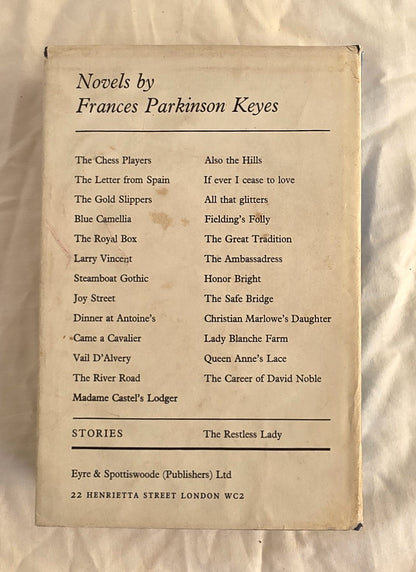 Novels by
Frances Parkinson Keyes
The Chess Players
The Letter from Spain
The Gold Slippers
Blue Camellia
The Royal Box
Larry Vincent
Steamboat Gothic
Joy Street
Dinner at Antoine's
Came a Cavalier
Vail D'Alvery
The River Road
Madame Castel's Lodger
Also the Hills
If ever I cease to love
All that glitters
Fielding's Folly
The Great Tradition
The Ambassadress
Honor Bright
The Safe Bridge
Christian Marlowe's Daughter
Lady Blanche Farm
Queen Anne's Lace
The Career of David Noble
STORIES The Restless Lady
Eyre & Spottiswoode (Publishers) Ltd
22 HENRIETTA STREET LONDON WC2